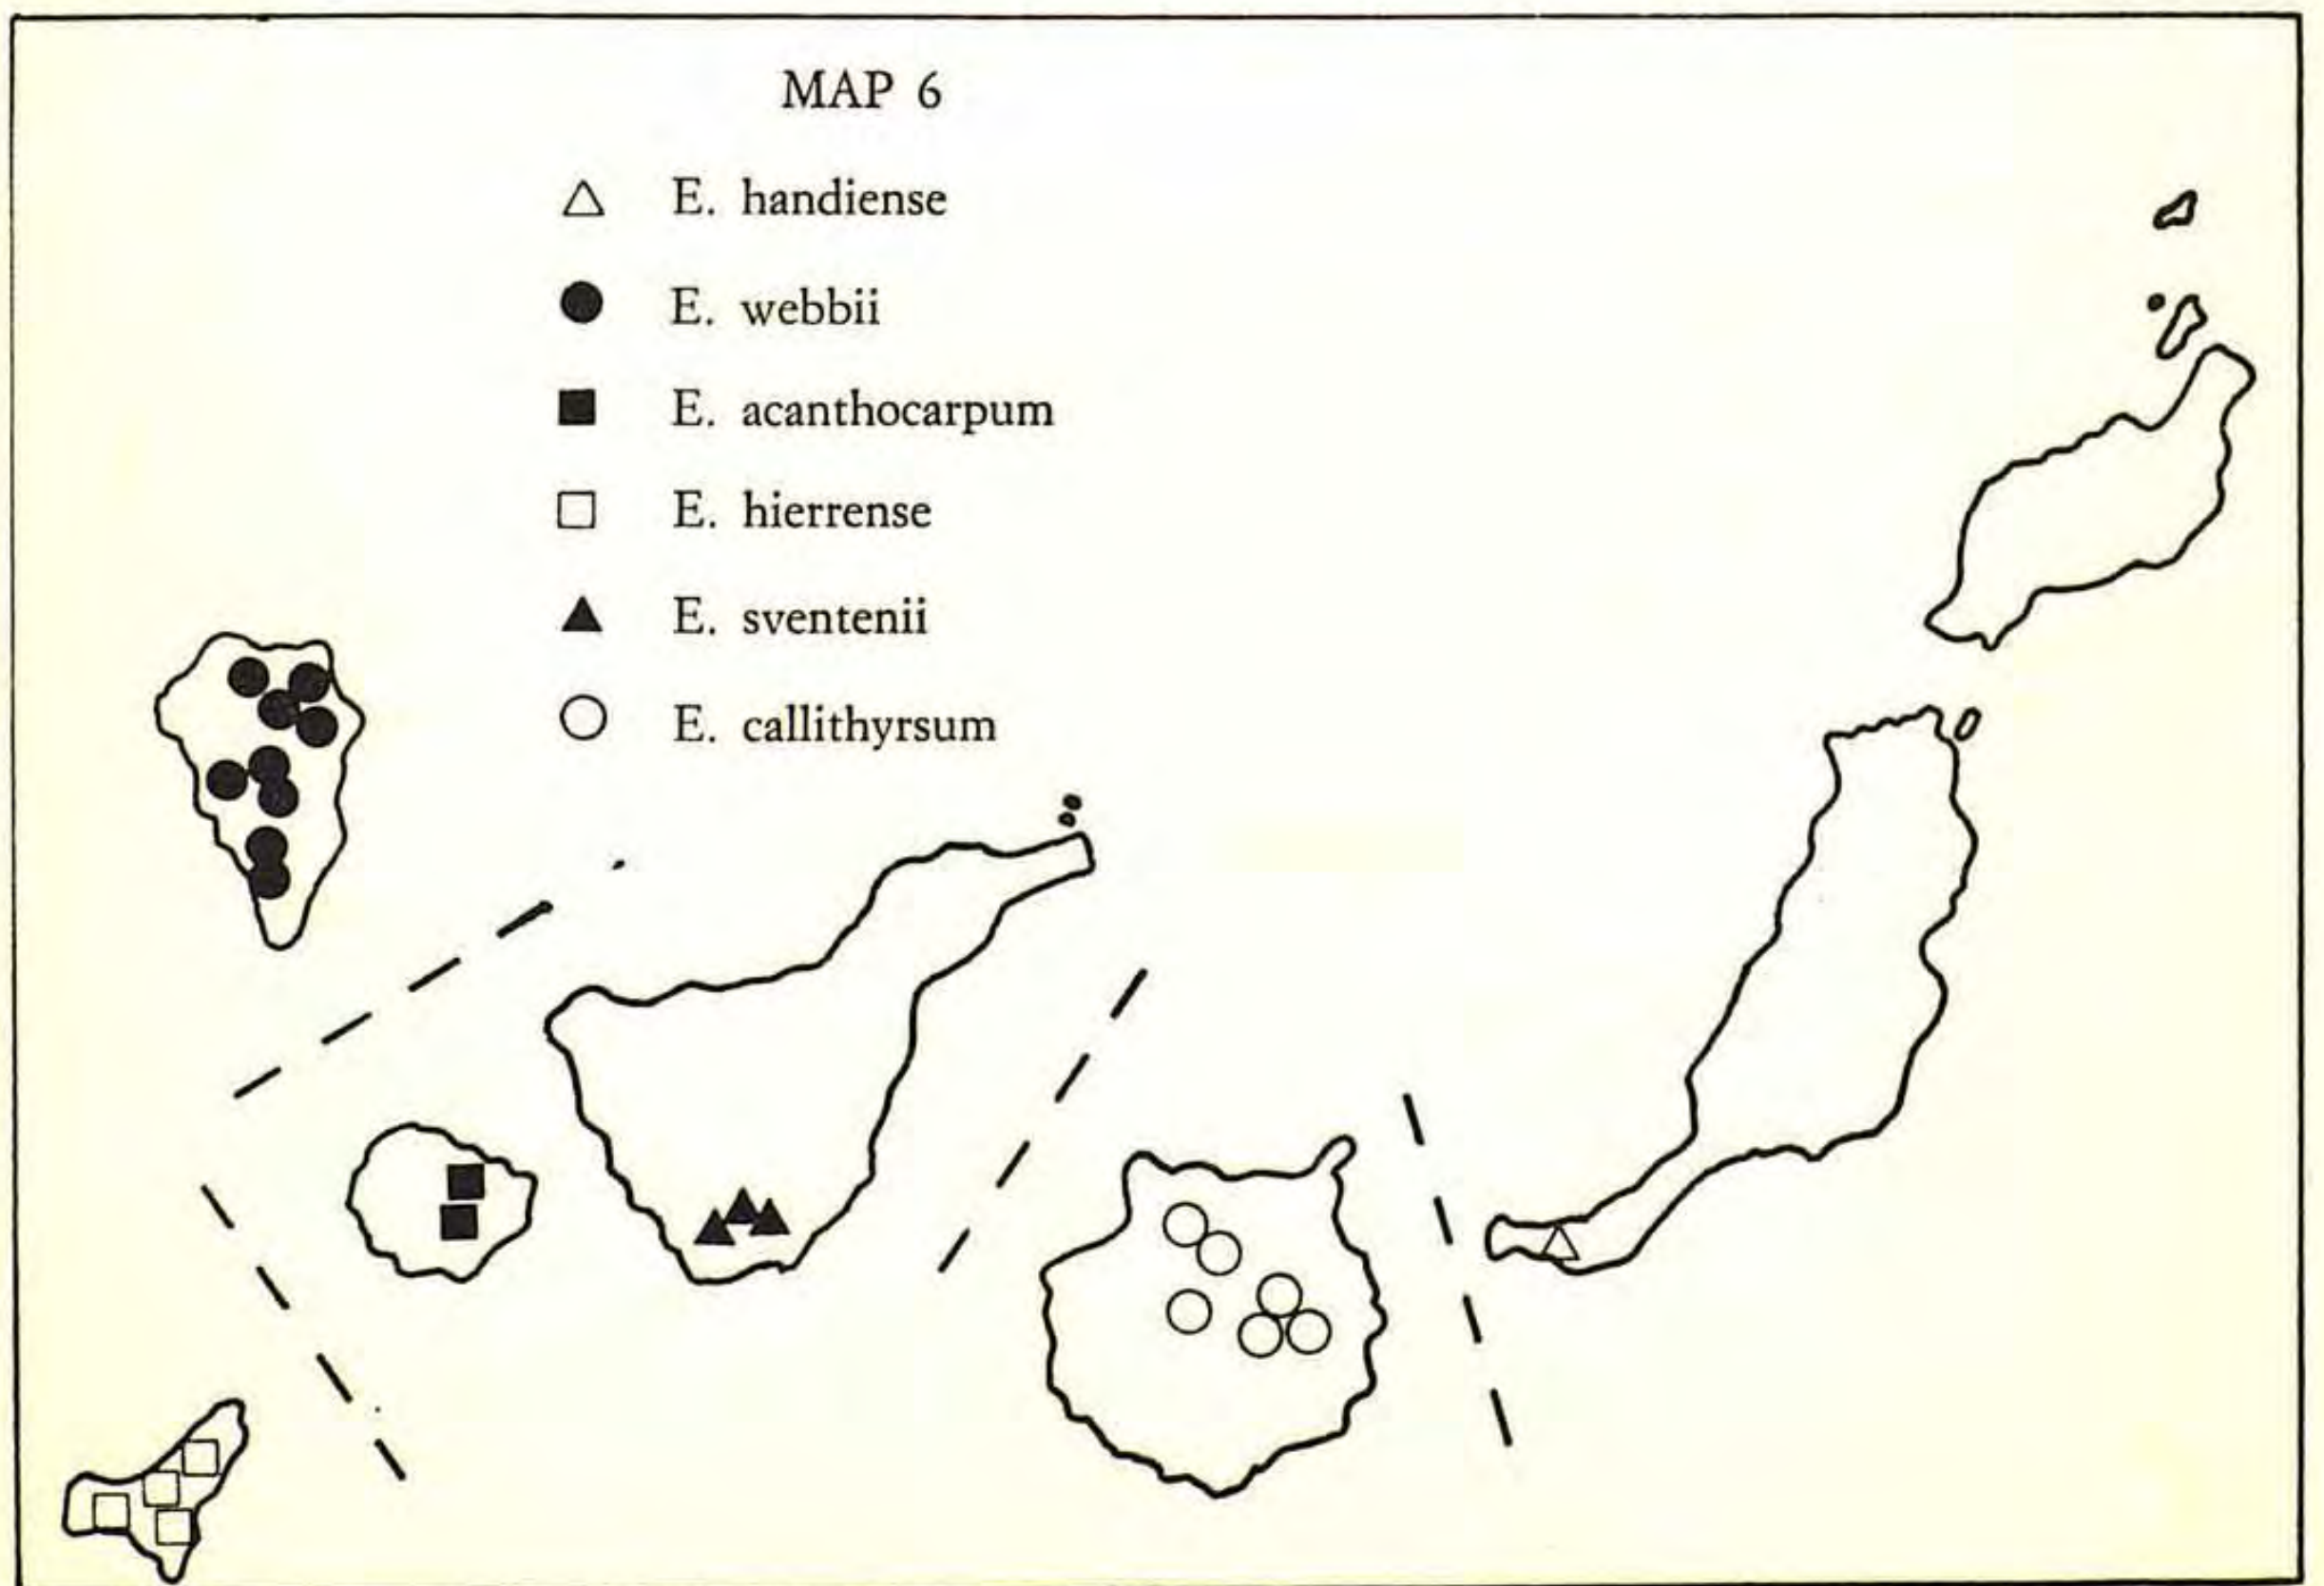 MAP 6
E. handiense
E. webbii
E. acanthocarpum
E. hierrense
E. sventenii
E. callithyrsum